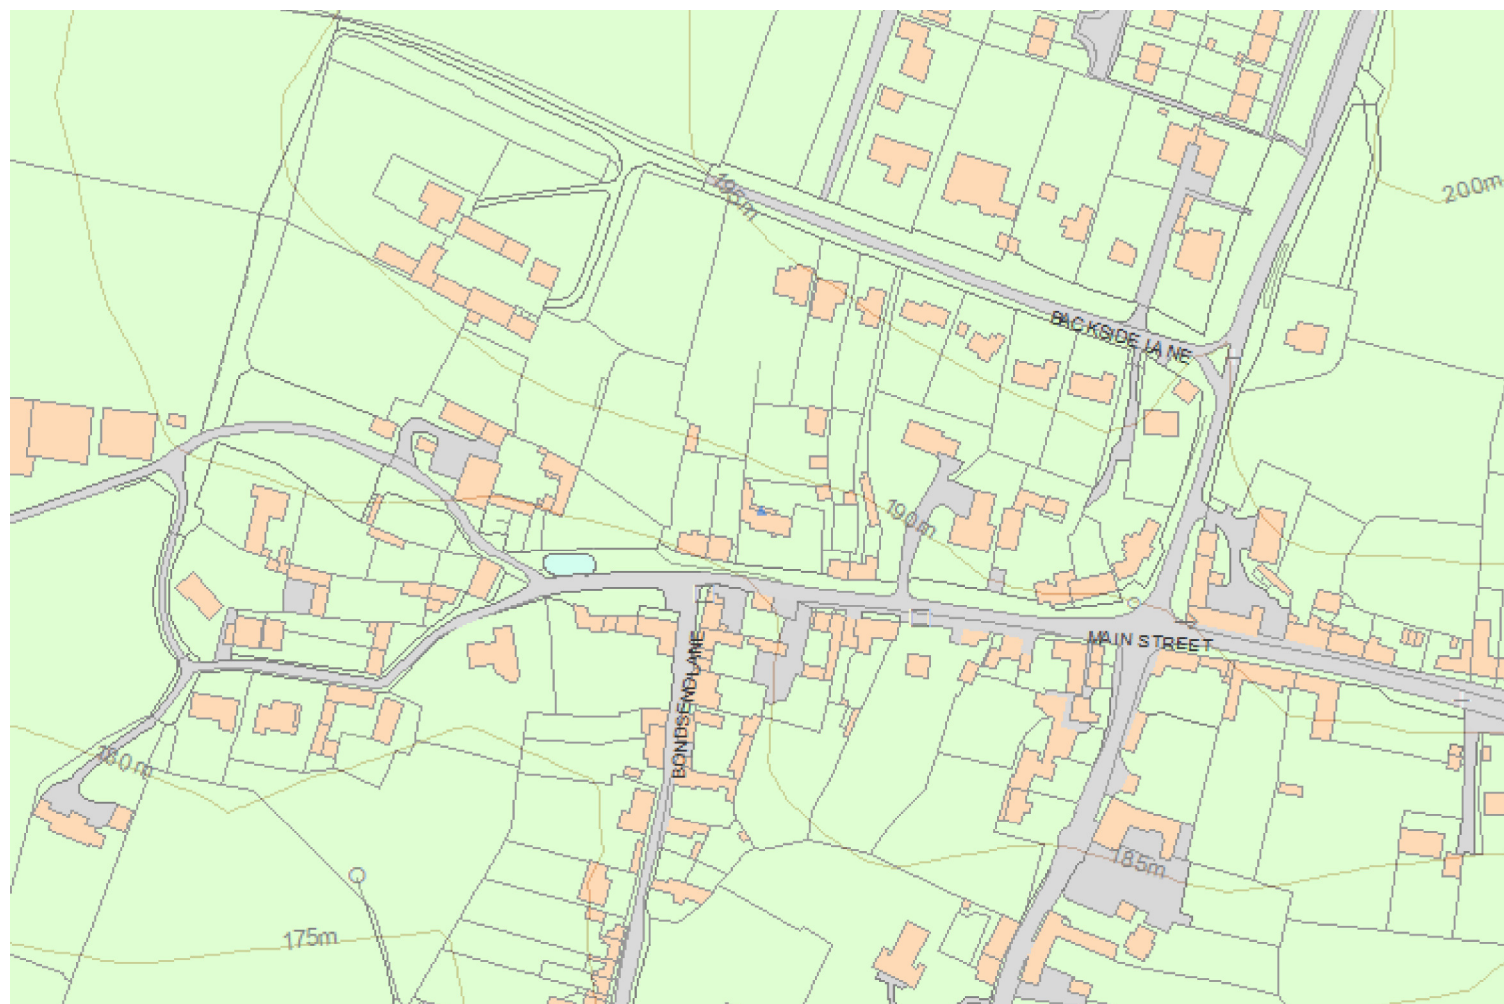 200m
195m
BACKSIDE LANE
190m
MAIN STREET
BONDSEND LANE
180m
185m
175m